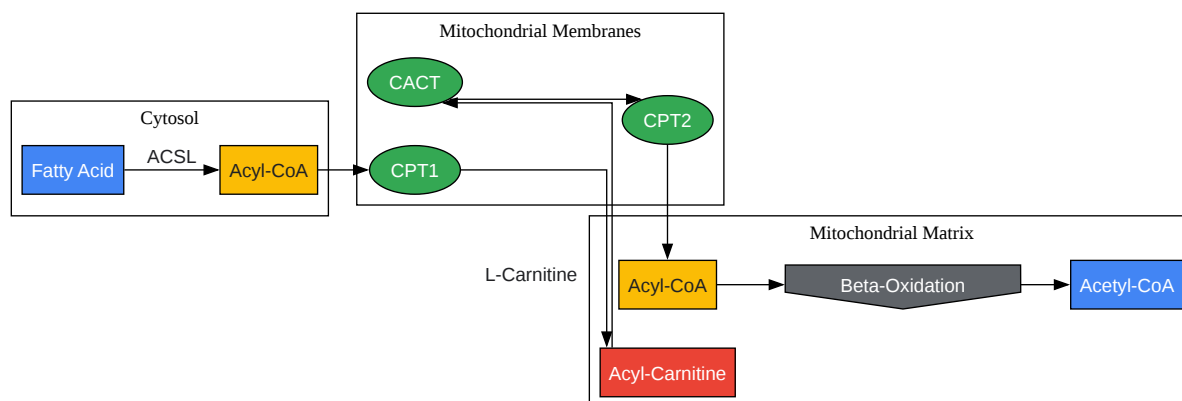 Mitochondrial Membranes
CACT
CPT2
Cytosol
Fatty Acid
ACSL
Acyl-CoA
CPT1
Mitochondrial Matrix
L-Carnitine
Acyl-CoA
Beta-Oxidation
Acetyl-CoA
Acyl-Carnitine